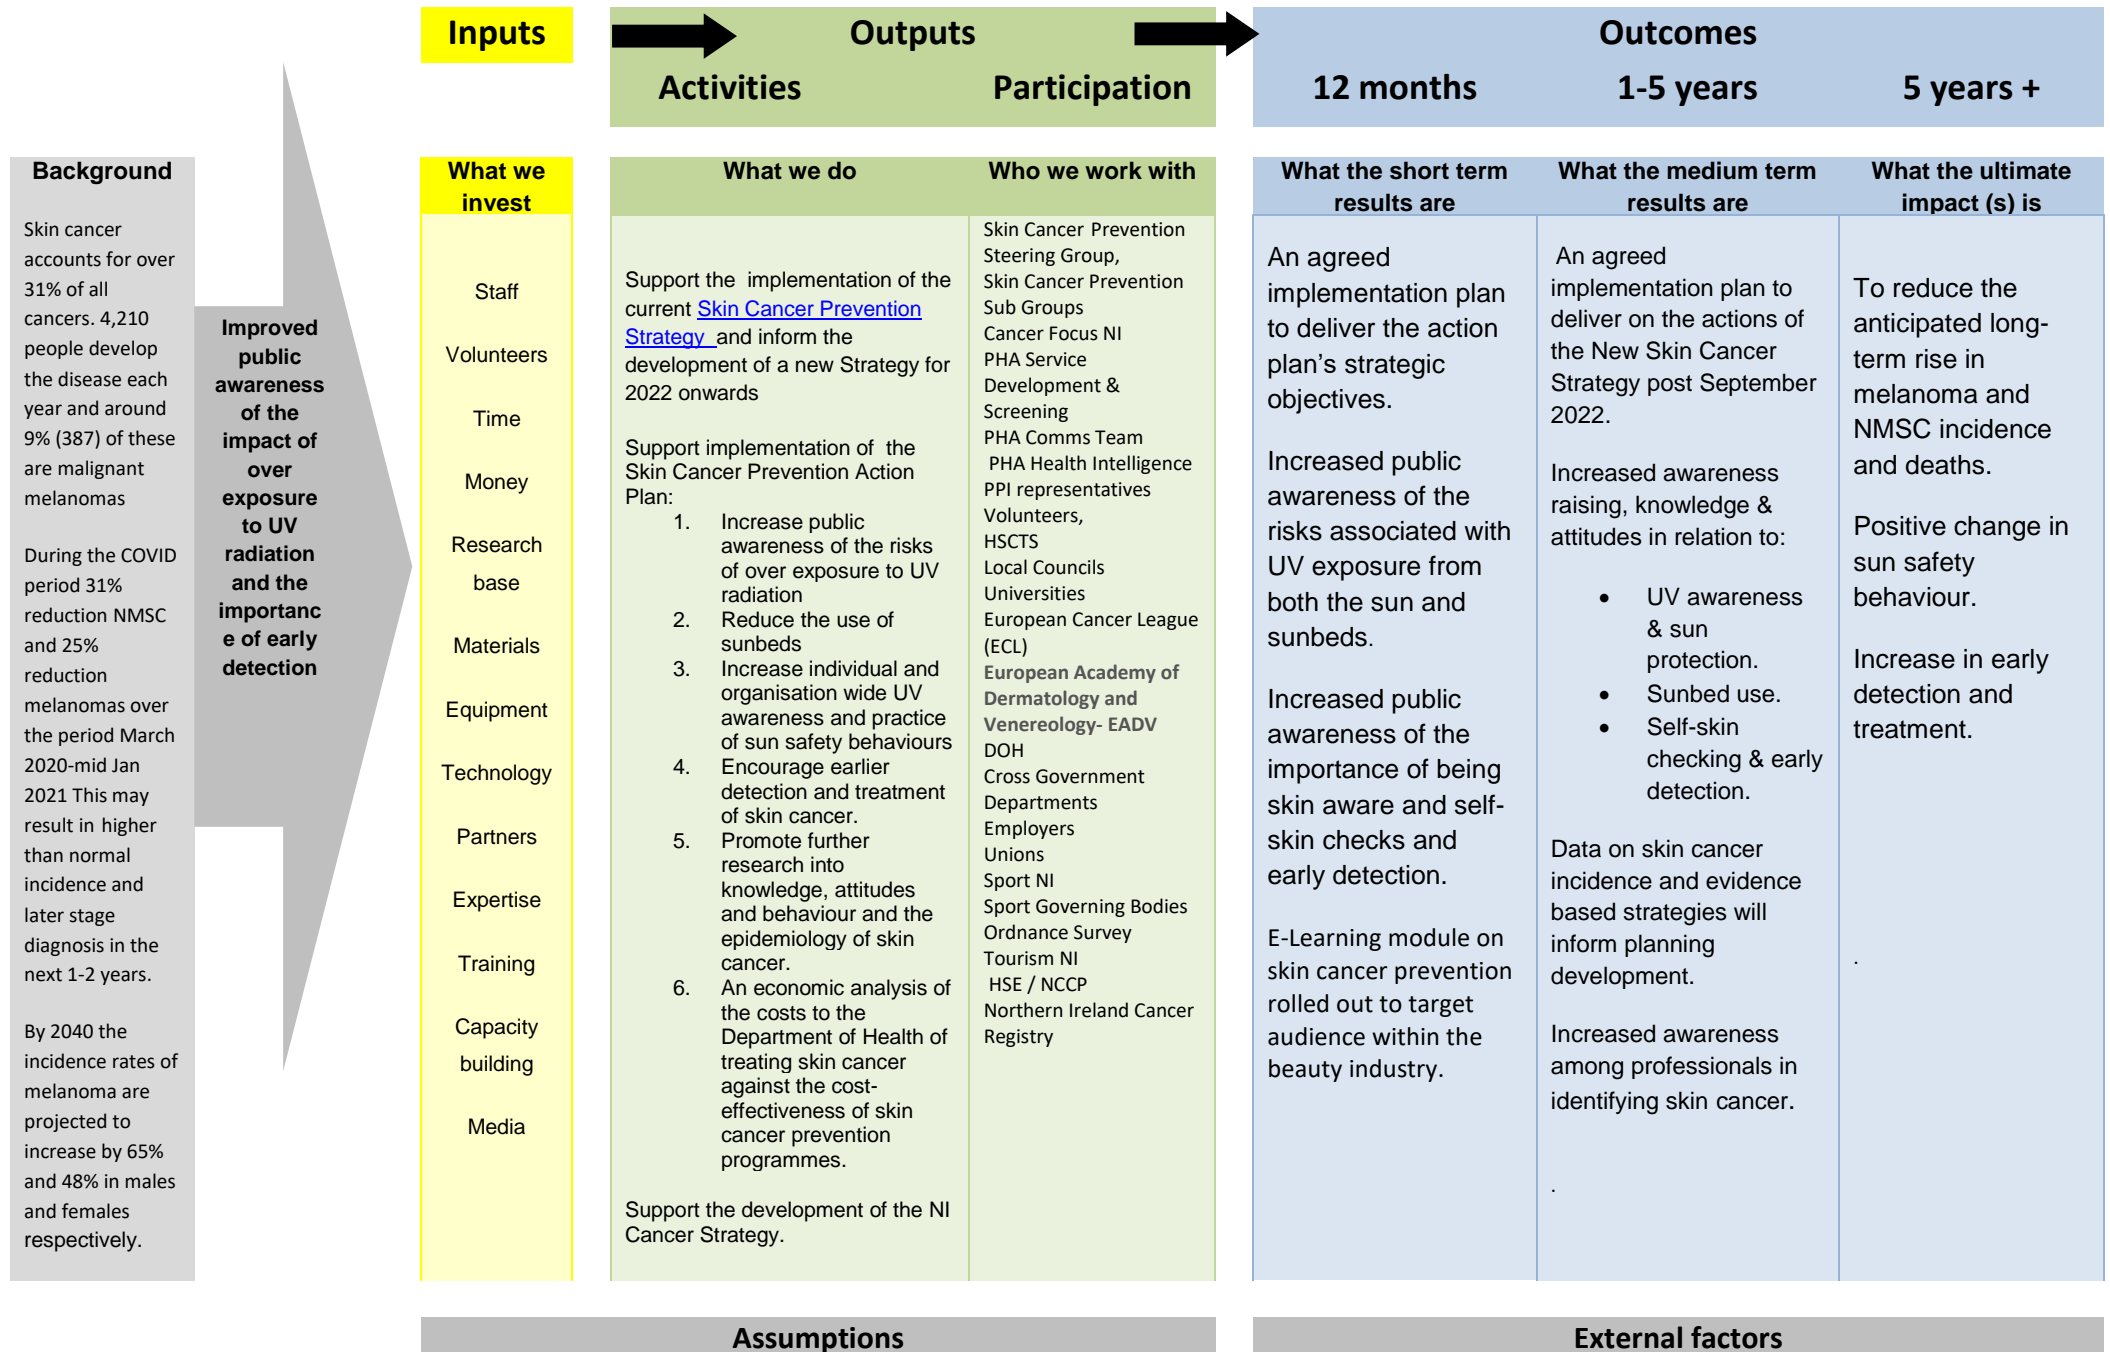 Inputs
Outputs
Activities
Participation
Outcomes
12 months
1-5 years
5 years +
Background
Skin cancer
accounts for over
31% of all
cancers. 4,210
people develop
the disease each
year and around
9% (387) of these
are malignant
melanomas
During the COVID
period 31%
reduction NMSC
and 25%
reduction
melanomas over
the period March
2020-mid Jan
2021 This may
result in higher
than normal
incidence and
later stage
diagnosis in the
next 1-2 years.
By 2040 the
incidence rates of
melanoma are
projected to
increase by 65%
and 48% in males
and females
respectively.
Improved
public
awareness
of the
impact of
over
exposure
to UV
radiation
and the
importanc
e of early
detection
What we
invest
Staff
Volunteers
Time
Money
Research
base
Materials
Equipment
Technology
Partners
Expertise
Training
Capacity
building
Media
What we do
Support the implementation of the
current Skin Cancer Prevention
Strategy and inform the
development of a new Strategy for
2022 onwards
Support implementation of the
Skin Cancer Prevention Action
Plan:
1. Increase public
awareness of the risks
of over exposure to UV
radiation
2. Reduce the use of
sunbeds
3. Increase individual and
organisation wide UV
awareness and practice
of sun safety behaviours
4. Encourage earlier
detection and treatment
of skin cancer.
5. Promote further
research into
knowledge, attitudes
and behaviour and the
epidemiology of skin
cancer.
6. An economic analysis of
the costs to the
Department of Health of
treating skin cancer
against the cost-
effectiveness of skin
cancer prevention
programmes.
Support the development of the NI
Cancer Strategy.
Who we work with
Skin Cancer Prevention
Steering Group,
Skin Cancer Prevention
Sub Groups
Cancer Focus NI
PHA Service
Development &
Screening
PHA Comms Team
PHA Health Intelligence
PPI representatives
Volunteers,
HSCTS
Local Councils
Universities
European Cancer League
(ECL)
European Academy of
Dermatology and
Venereology- EADV
DOH
Cross Government
Departments
Employers
Unions
Sport NI
Sport Governing Bodies
Ordnance Survey
Tourism NI
HSE / NCCP
Northern Ireland Cancer
Registry
What the short term
results are
An agreed
implementation plan
to deliver the action
plan's strategic
objectives.
Increased public
awareness of the
risks associated with
UV exposure from
both the sun and
sunbeds.
Increased public
awareness of the
importance of being
skin aware and self-
skin checks and
early detection.
E-Learning module on
skin cancer prevention
rolled out to target
audience within the
beauty industry.
What the medium term
results are
An agreed
implementation plan to
deliver on the actions of
the New Skin Cancer
Strategy post September
2022.
Increased awareness
raising, knowledge &
attitudes in relation to:
• UV awareness
& sun
protection.
• Sunbed use.
• Self-skin
checking & early
detection.
Data on skin cancer
incidence and evidence
based strategies will
inform planning
development.
Increased awareness
among professionals in
identifying skin cancer.
.
What the ultimate
impact (s) is
To reduce the
anticipated long-
term rise in
melanoma and
NMSC incidence
and deaths.
Positive change in
sun safety
behaviour.
Increase in early
detection and
treatment.
.
Assumptions
External factors